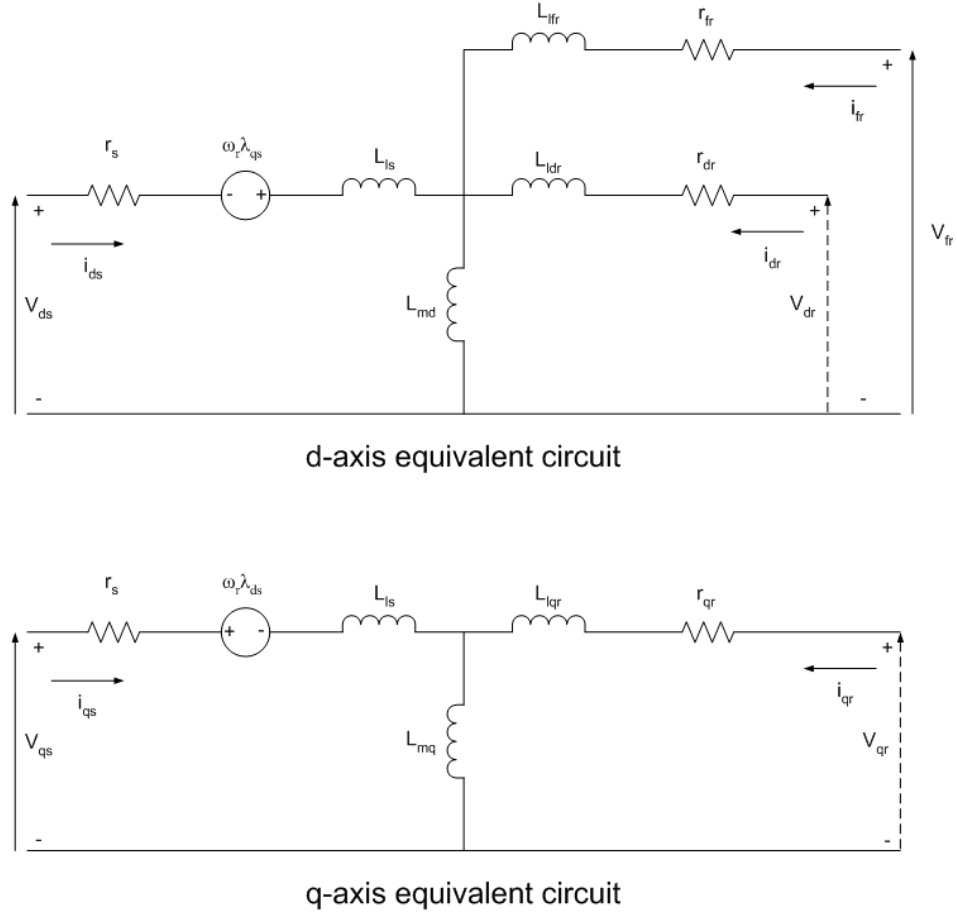 L_lfr
r_fr
+
i_fr
r_s
ω_rλ_qs
L_ls
L_ldr
r_dr
- +
+
+
i_ds
i_dr
V_fr
V_ds
L_md
V_dr
-
-
d-axis equivalent circuit
r_s
ω_rλ_ds
L_ls
L_lqr
r_qr
+ -
+
+
i_qs
i_qr
V_qs
L_mq
V_qr
-
-
q-axis equivalent circuit